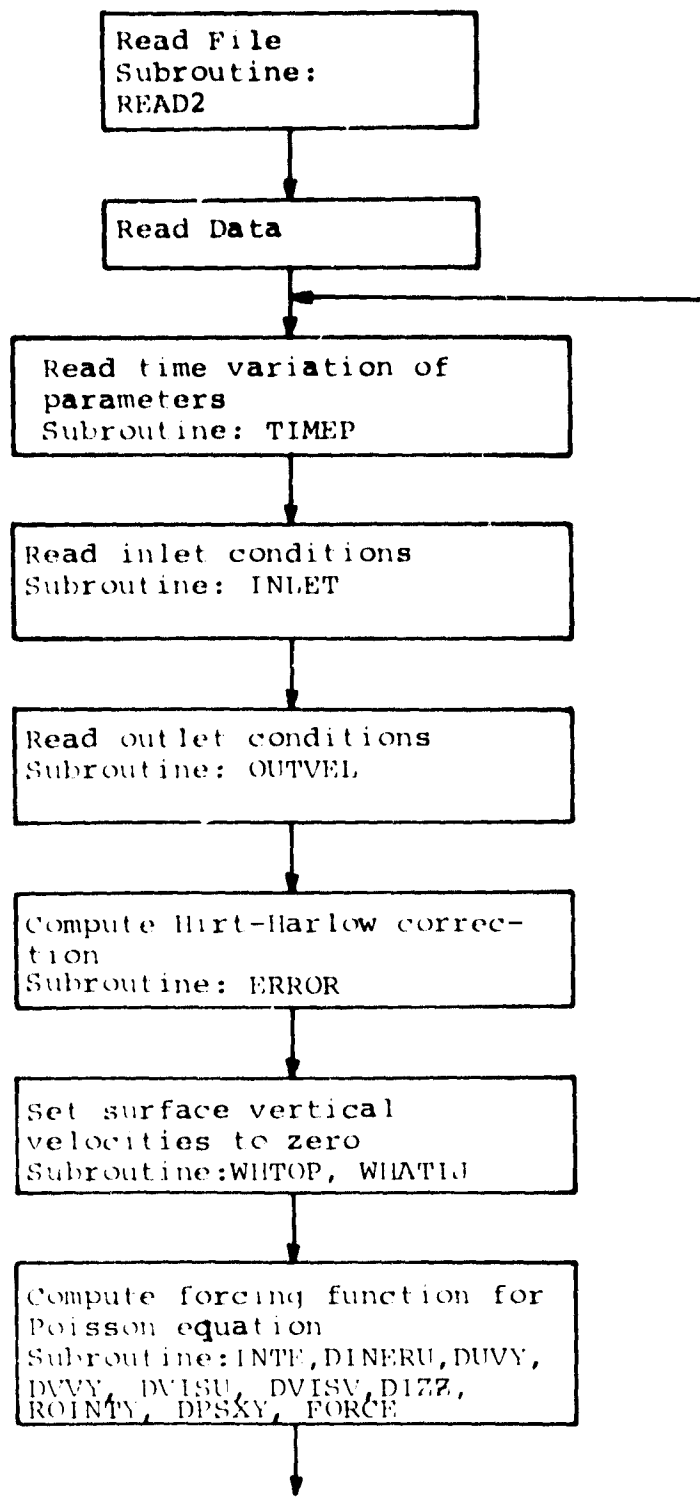 Read File
Subroutine:
READ2
Read Data
Read time variation of
parameters
Subroutine: TIMEP
Read inlet conditions
Subroutine: INLET
Read outlet conditions
Subroutine: OUTVEL
Compute Hirt-Harlow correc-
tion
Subroutine: ERROR
Set surface vertical
velocities to zero
Subroutine:WHTOP, WHATIJ
Compute forcing function for
Poisson equation
Subroutine:INTE,DINERU,DUVY,
DVVY, DVISU, DVISV,DIZZ,
ROINTY, DPSXY, FORCE